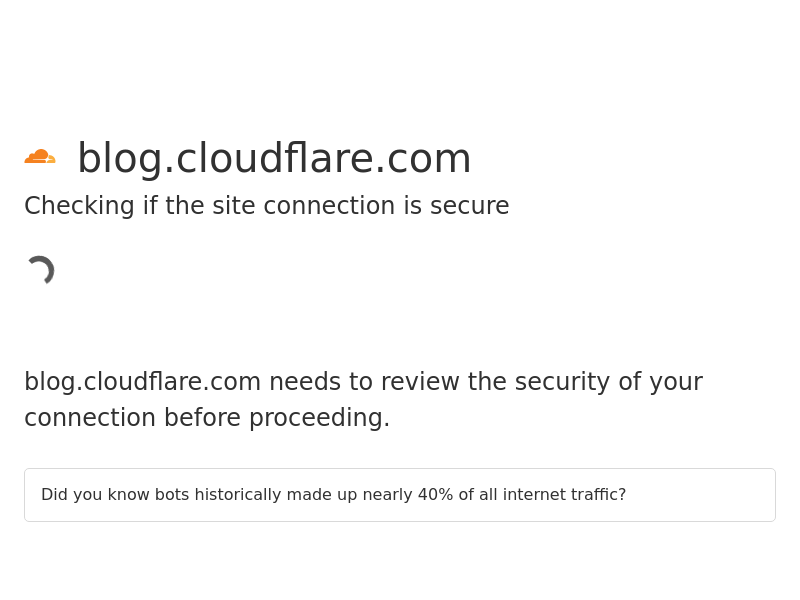 blog.cloudflare.com
Checking if the site connection is secure
blog.cloudflare.com needs to review the security of your
connection before proceeding.
Did you know bots historically made up nearly 40% of all internet traffic?